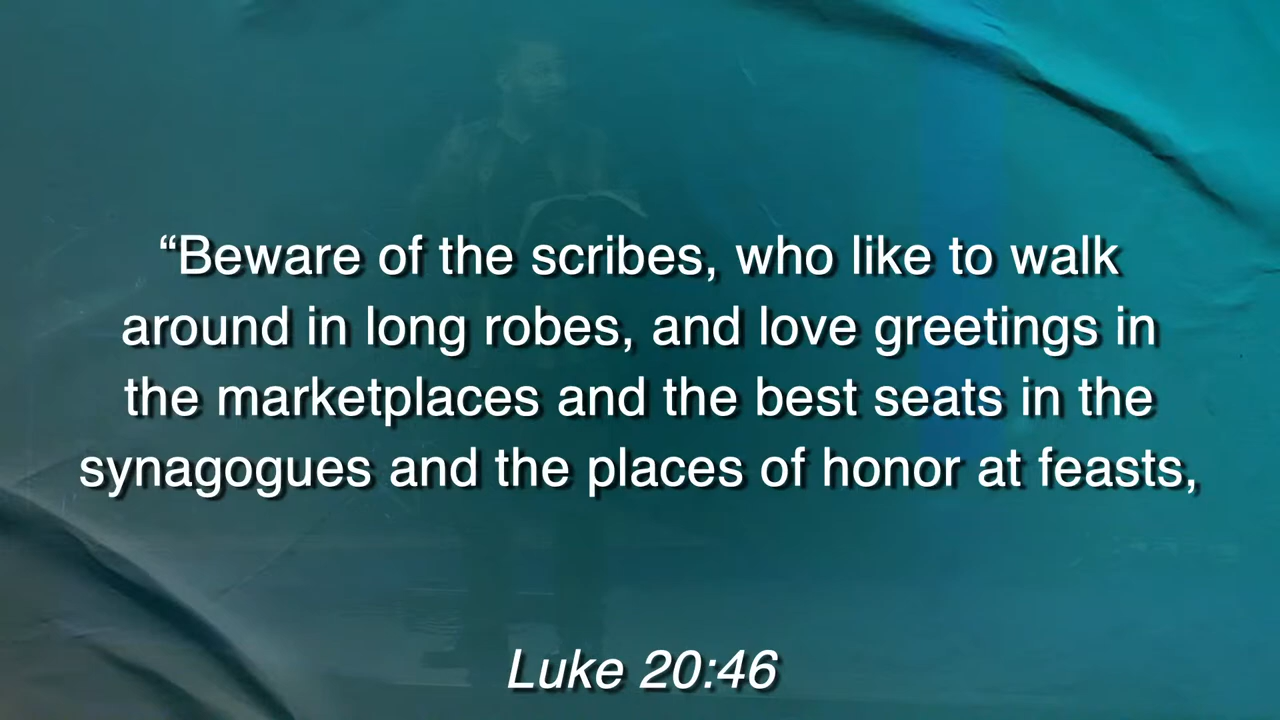 “Beware of the scribes, who like to walk
around in long robes, and love greetings in
the marketplaces and the best seats in the
synagogues and the places of honor at feasts,
Luke 20:46